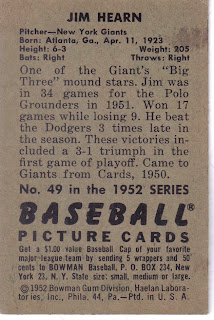 JIM HEARN
Pitcher—New York Giants
Born: Atlanta, Ga., Apr. 11, 1923
Height: 6-3 Weight: 205
Bats: Right Throws: Right
One of the Giant's "Big
Three" mound stars. Jim was
in 34 games for the Polo
Grounders in 1951. Won 17
games while losing 9. He beat
the Dodgers 3 times late in
the season. These victories in-
cluded a 3-1 triumph in the
first game of playoff. Came to
Giants from Cards, 1950.
No. 49 in the 1952 SERIES
BASEBALL®
PICTURE CARDS
Get a $1.00 value Baseball Cap of your favorite
major-league team by sending 5 wrappers and 50
cents to BOWMAN Baseball, P. O. BOX 234, New
York 23, N. Y. State size: small, medium or large.
©1952 Bowman Gum Division, Haelan Labora-
tories, Inc., Phila. 44, Pa.—Ptd. in U. S. A.